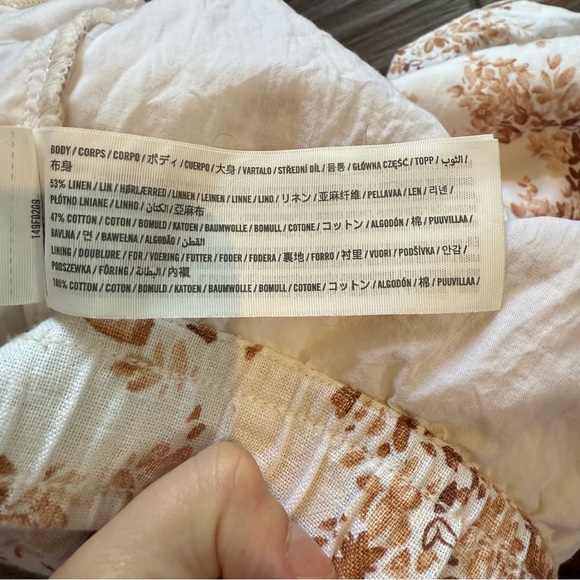 BODY / CORPS / CORPO / ボディ / CUERPO / 大身 / VARTALO / STŘEDNÍ DÍL / 몸통 / GŁÓWNA CZĘŚĆ / TOPP / الثوب /
布身
53% LINEN / LIN / HØRLÆRRED / LINNEN / LEINEN / LINNE / LINO / リネン / 亚麻纤维 / PELLAVAA / LEN / 리넨 /
PŁÓTNO LNIANE / LINHO / الكتان / 亞麻布
47% COTTON / COTON / BOMULD / KATOEN / BAUMWOLLE / BOMULL / COTONE / コットン / ALGODÓN / 棉 / PUUVILLAA /
BAVLNA / 면 / BAWEŁNA / ALGODÃO / القطن
LINING / DOUBLURE / FOR / VOERING / FUTTER / FODER / FODERA / 裏地 / FORRO / 衬里 / VUORI / PODŠÍVKA / 안감 /
PODSZEWKA / FÔRING / البطانة / 內襯
100% COTTON / COTON / BOMULD / KATOEN / BAUMWOLLE / BOMULL / COTONE / コットン / ALGODÓN / 棉 / PUUVILLAA /
149F0209